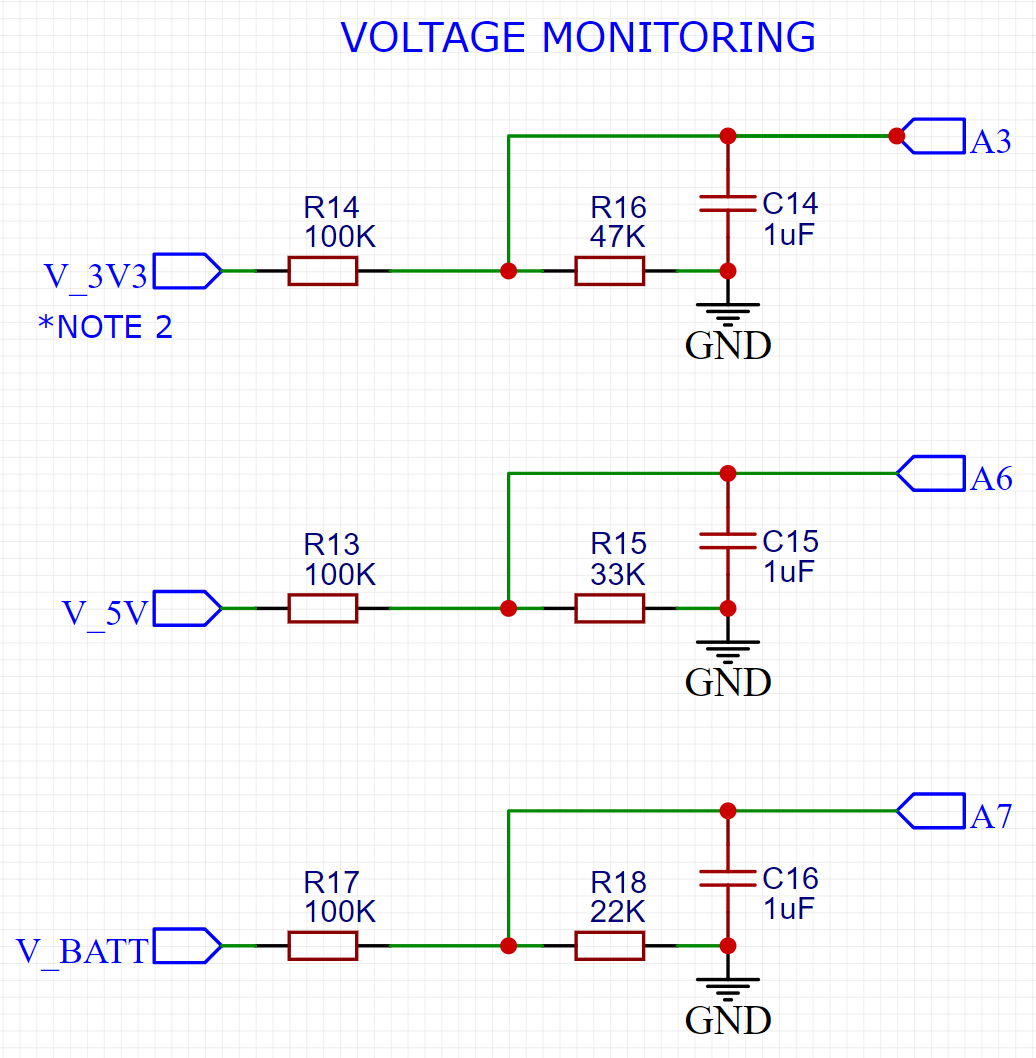 VOLTAGE MONITORING
A3
R14
100K
R16
47K
C14
1uF
V_3V3
*NOTE 2
GND
A6
R13
100K
R15
33K
C15
1uF
V_5V
GND
A7
R17
100K
R18
22K
C16
1uF
V_BATT
GND